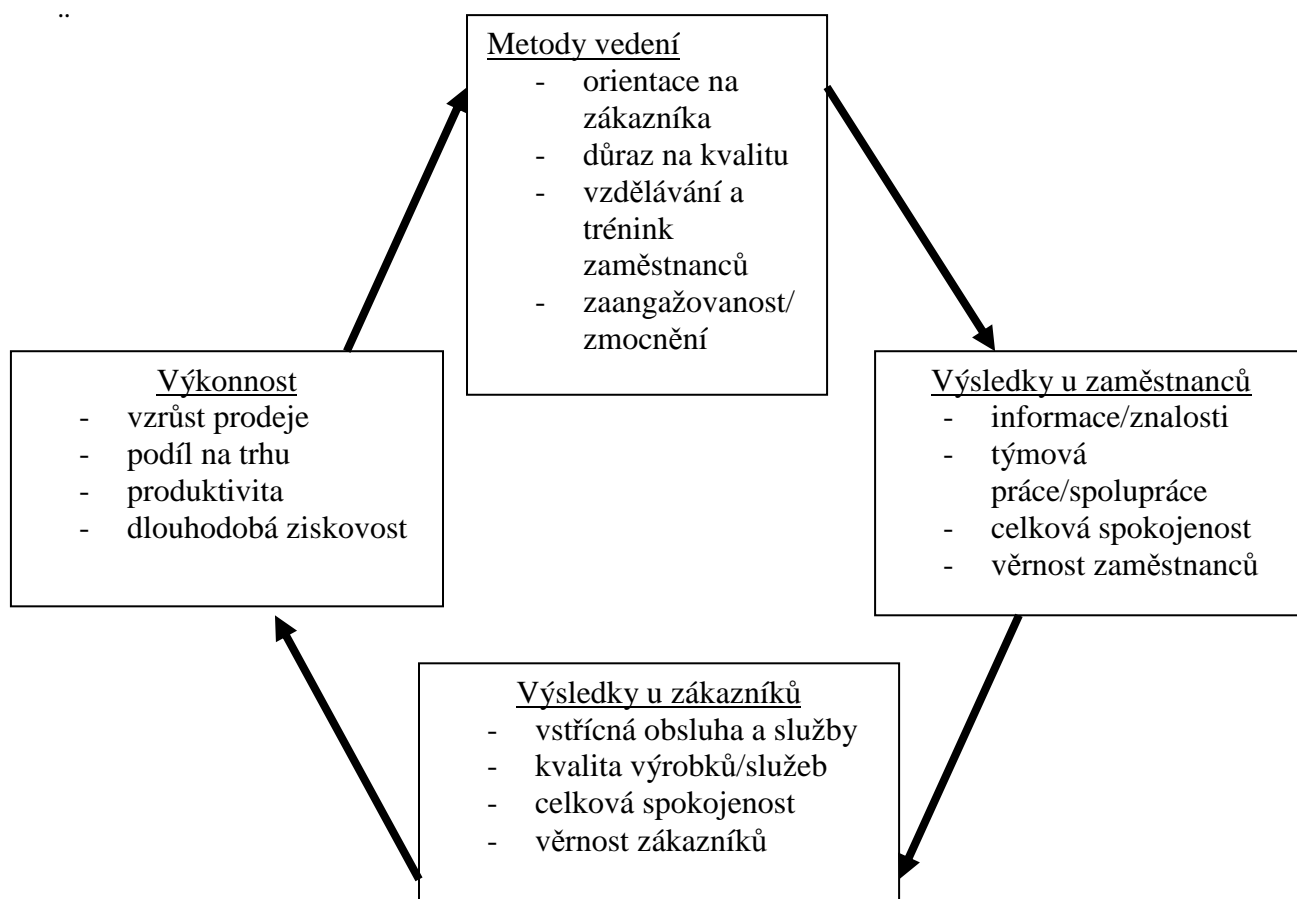 ..
Metody vedení
- orientace na
zákazníka
- důraz na kvalitu
- vzdělávání a
trénink
zaměstnanců
- zaangažovanost/
zmocnění
Výkonnost
- vzrůst prodeje
- podíl na trhu
- produktivita
- dlouhodobá ziskovost
Výsledky u zaměstnanců
- informace/znalosti
- týmová
práce/spolupráce
- celková spokojenost
- věrnost zaměstnanců
Výsledky u zákazníků
- vstřícná obsluha a služby
- kvalita výrobků/služeb
- celková spokojenost
- věrnost zákazníků